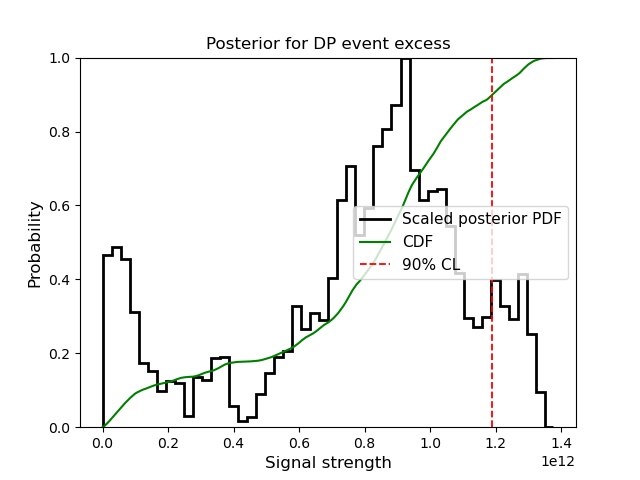 Posterior for DP event excess
1.0
0.8
0.6
0.4
0.2
0.0
Probability
Scaled posterior PDF
CDF
90% CL
0.0 0.2 0.4 0.6 0.8 1.0 1.2 1.4
1e12
Signal strength